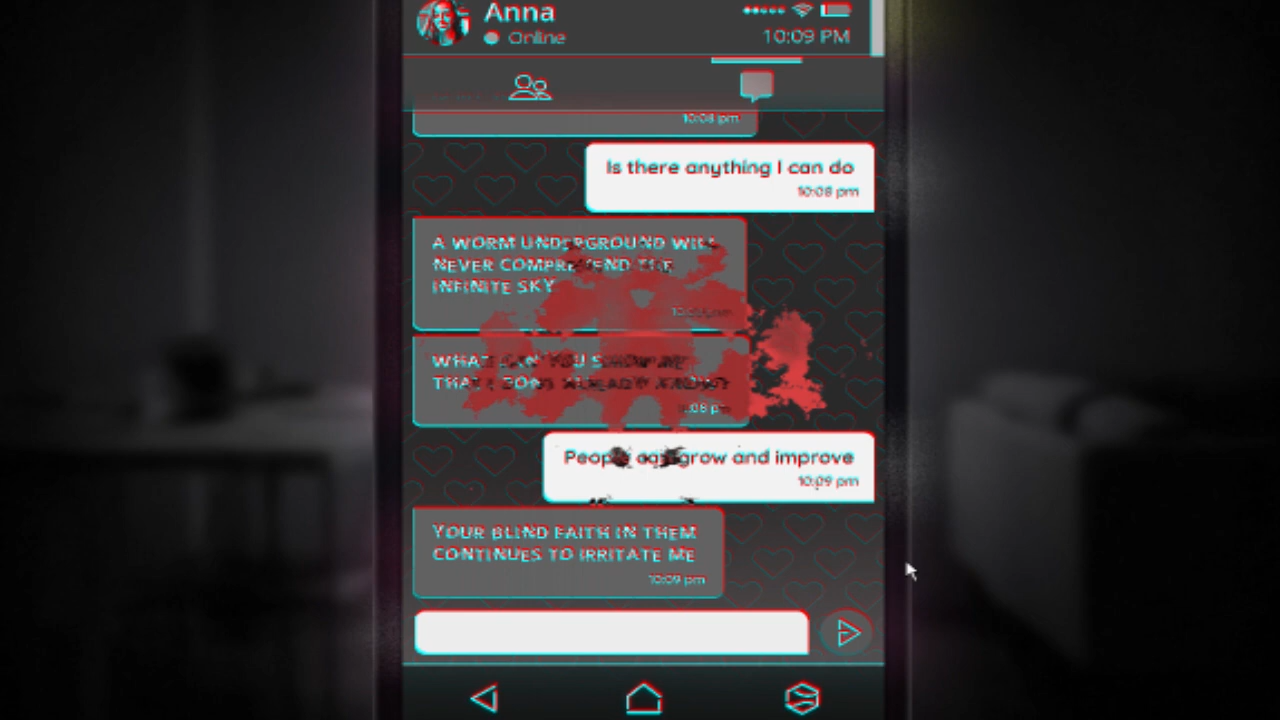 Anna
Online
10:09 PM
10:08 pm
Is there anything I can do
10:08 pm
A WORM UNDERGROUND WILL
NEVER COMPREHEND THE
INFINITE SKY
WHAT CAN YOU SHOW ME
THAT I DON'T ALREADY KNOW?
:08 pm
People can grow and improve
10:09 pm
YOUR BLIND FAITH IN THEM
CONTINUES TO IRRITATE ME
10:09 pm